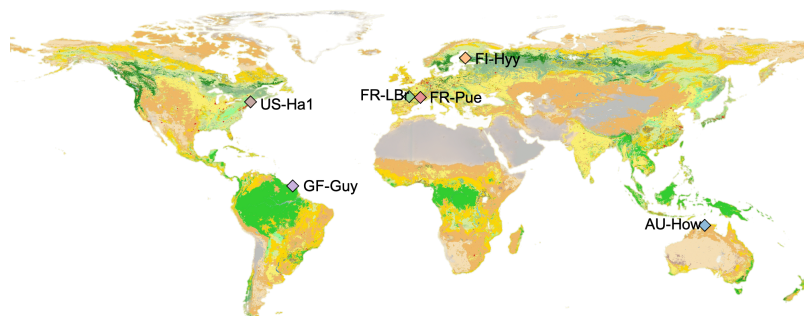 FI-Hyy
FR-LBr
FR-Pue
US-Ha1
GF-Guy
AU-How